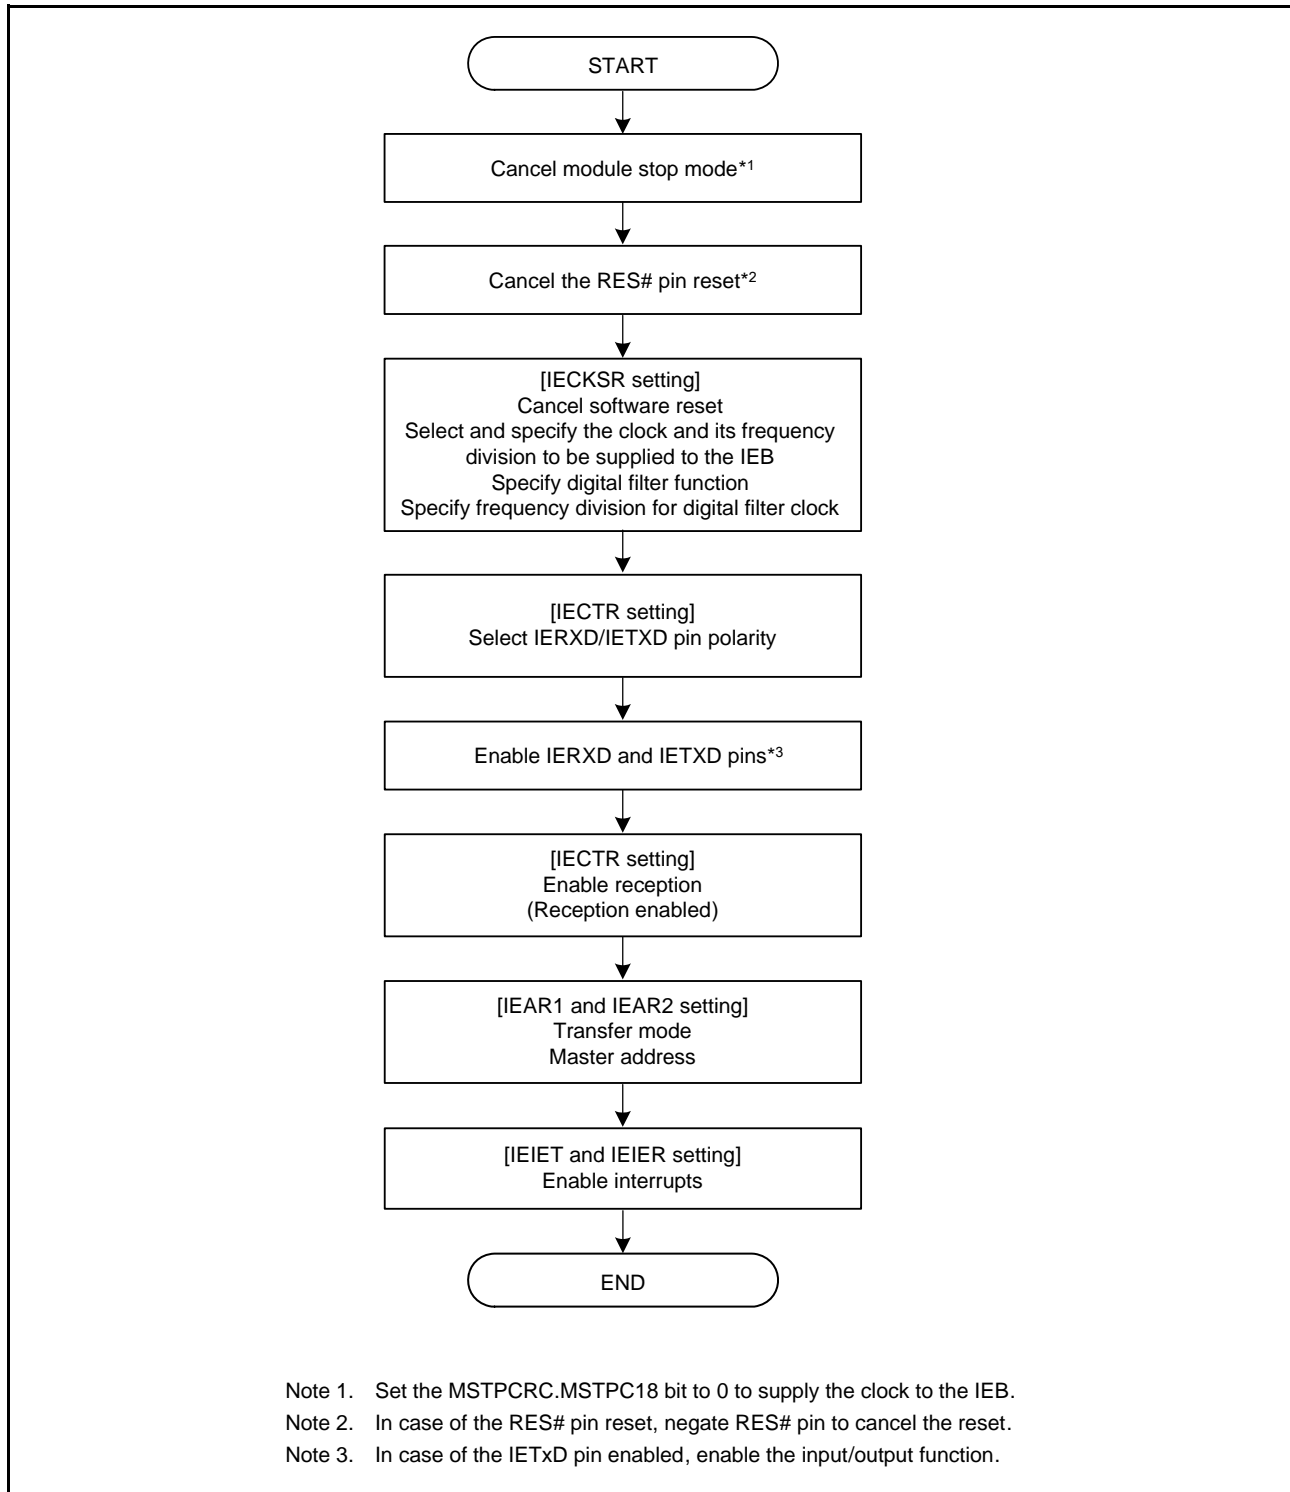 START
Cancel module stop mode*1
Cancel the RES# pin reset*2
[IECKSR setting]
Cancel software reset
Select and specify the clock and its frequency
division to be supplied to the IEB
Specify digital filter function
Specify frequency division for digital filter clock
[IECTR setting]
Select IERXD/IETXD pin polarity
Enable IERXD and IETXD pins*3
[IECTR setting]
Enable reception
(Reception enabled)
[IEAR1 and IEAR2 setting]
Transfer mode
Master address
[IEIET and IEIER setting]
Enable interrupts
END
Note 1. Set the MSTPCRC.MSTPC18 bit to 0 to supply the clock to the IEB.
Note 2. In case of the RES# pin reset, negate RES# pin to cancel the reset.
Note 3. In case of the IETxD pin enabled, enable the input/output function.